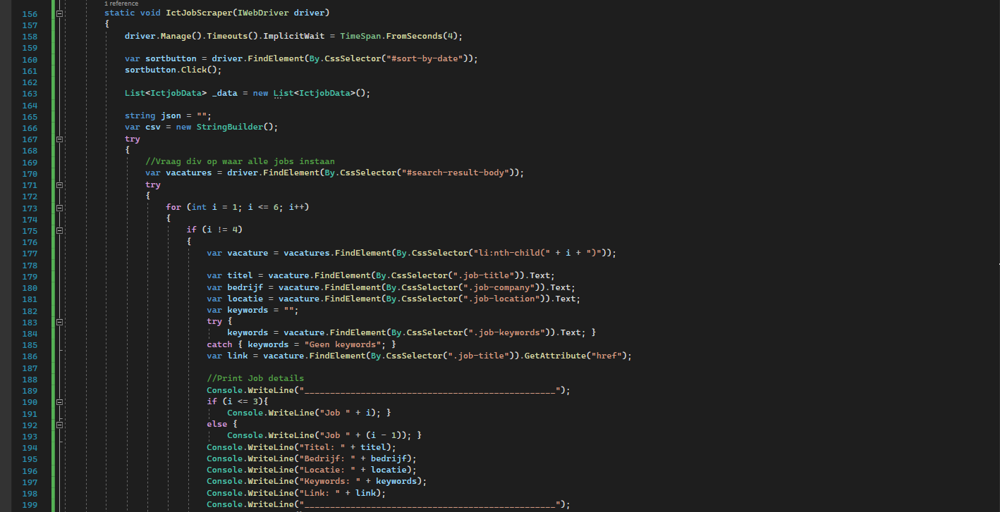 1 reference
156 static void IctJobScraper(IWebDriver driver)
157 {
158 driver.Manage().Timeouts().ImplicitWait = TimeSpan.FromSeconds(4);
159
160 var sortbutton = driver.FindElement(By.CssSelector("#sort-by-date"));
161 sortbutton.Click();
162
163 List<IctjobData> _data = new List<IctjobData>();
164
165 string json = "";
166 var csv = new StringBuilder();
167 try
168 {
169 //Vraag div op waar alle jobs instaan
170 var vacatures = driver.FindElement(By.CssSelector("#search-result-body"));
171 try
172 {
173 for (int i = 1; i <= 6; i++)
174 {
175 if (i != 4)
176 {
177 var vacature = vacatures.FindElement(By.CssSelector("li:nth-child(" + i + ")"));
178
179 var titel = vacature.FindElement(By.CssSelector(".job-title")).Text;
180 var bedrijf = vacature.FindElement(By.CssSelector(".job-company")).Text;
181 var locatie = vacature.FindElement(By.CssSelector(".job-location")).Text;
182 var keywords = "";
183 try {
184 keywords = vacature.FindElement(By.CssSelector(".job-keywords")).Text; }
185 catch { keywords = "Geen keywords"; }
186 var link = vacature.FindElement(By.CssSelector(".job-title")).GetAttribute("href");
187
188 //Print Job details
189 Console.WriteLine("_________________________________________________");
190 if (i <= 3){
191 Console.WriteLine("Job " + i); }
192 else {
193 Console.WriteLine("Job " + (i - 1)); }
194 Console.WriteLine("Titel: " + titel);
195 Console.WriteLine("Bedrijf: " + bedrijf);
196 Console.WriteLine("Locatie: " + locatie);
197 Console.WriteLine("Keywords: " + keywords);
198 Console.WriteLine("Link: " + link);
199 Console.WriteLine("_________________________________________________");